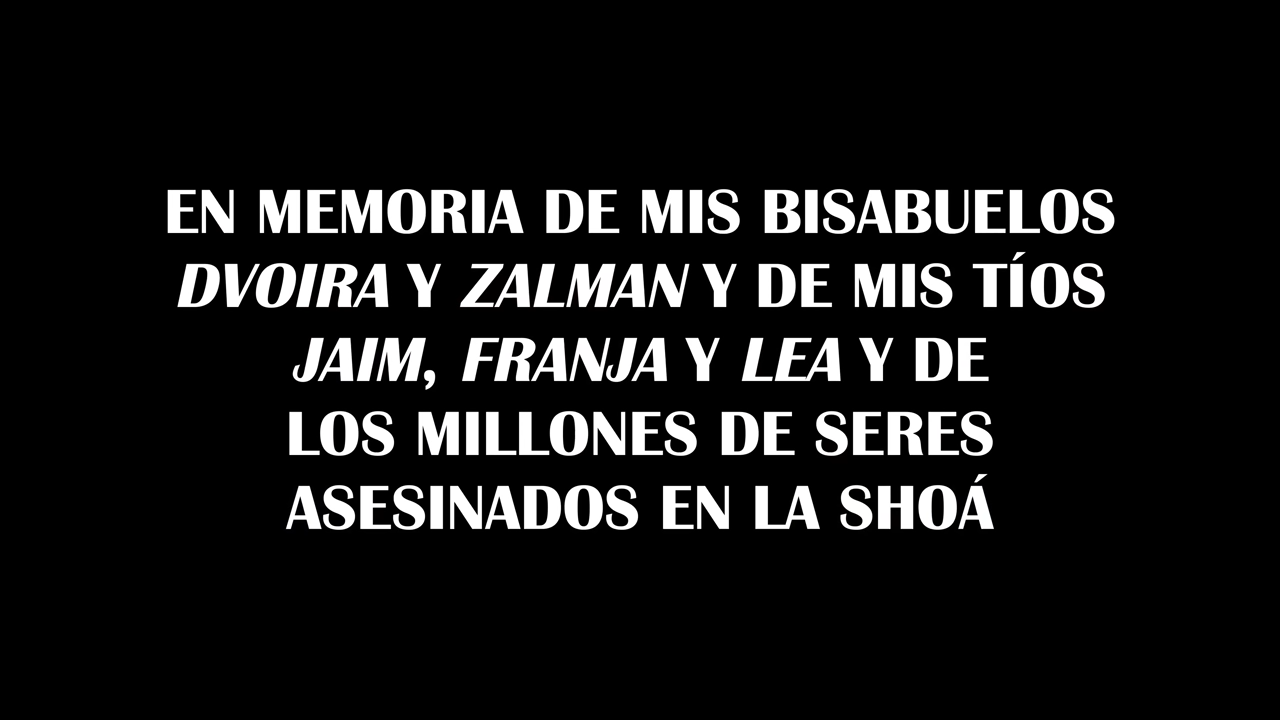 EN MEMORIA DE MIS BISABUELOS
DVOIRA Y ZALMAN Y DE MIS TÍOS
JAIM, FRANJA Y LEA Y DE
LOS MILLONES DE SERES
ASESINADOS EN LA SHOÁ